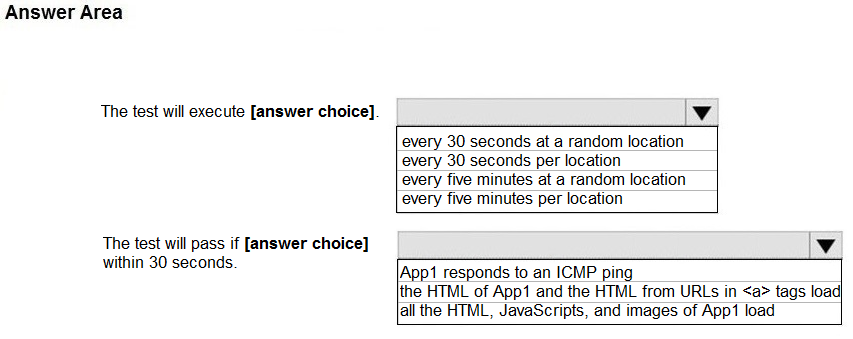 Answer Area
The test will execute [answer choice].
every 30 seconds at a random location
every 30 seconds per location
every five minutes at a random location
every five minutes per location
The test will pass if [answer choice]
within 30 seconds.
App1 responds to an ICMP ping
the HTML of App1 and the HTML from URLs in <a> tags load
all the HTML, JavaScripts, and images of App1 load